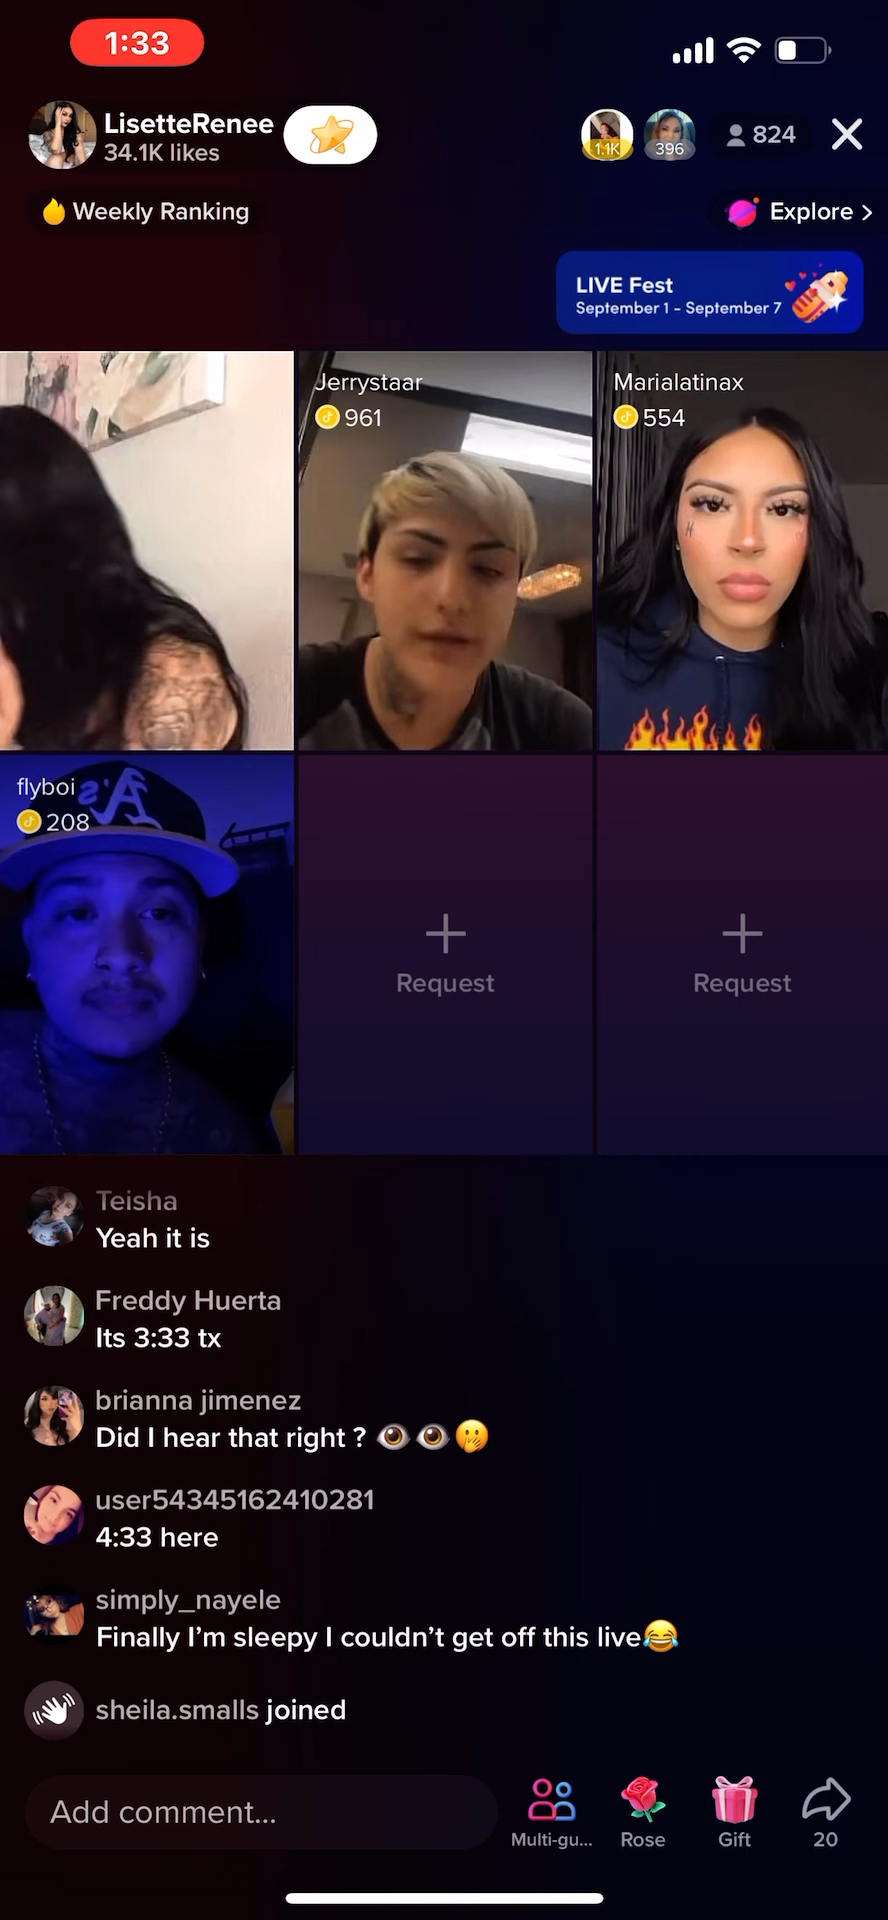 1:33
LisetteRenee
34.1K likes
1.1K
396
824
Weekly Ranking
Explore >
LIVE Fest
September 1 - September 7
Jerrystaar
961
Marialatinax
554
flyboi
208
A's
Request
Request
Teisha
Yeah it is
Freddy Huerta
Its 3:33 tx
brianna jimenez
Did I hear that right ? 👁️👁️🤭
user54345162410281
4:33 here
simply_nayele
Finally I’m sleepy I couldn’t get off this live😂
sheila.smalls joined
Add comment...
Multi-gu...
Rose
Gift
20